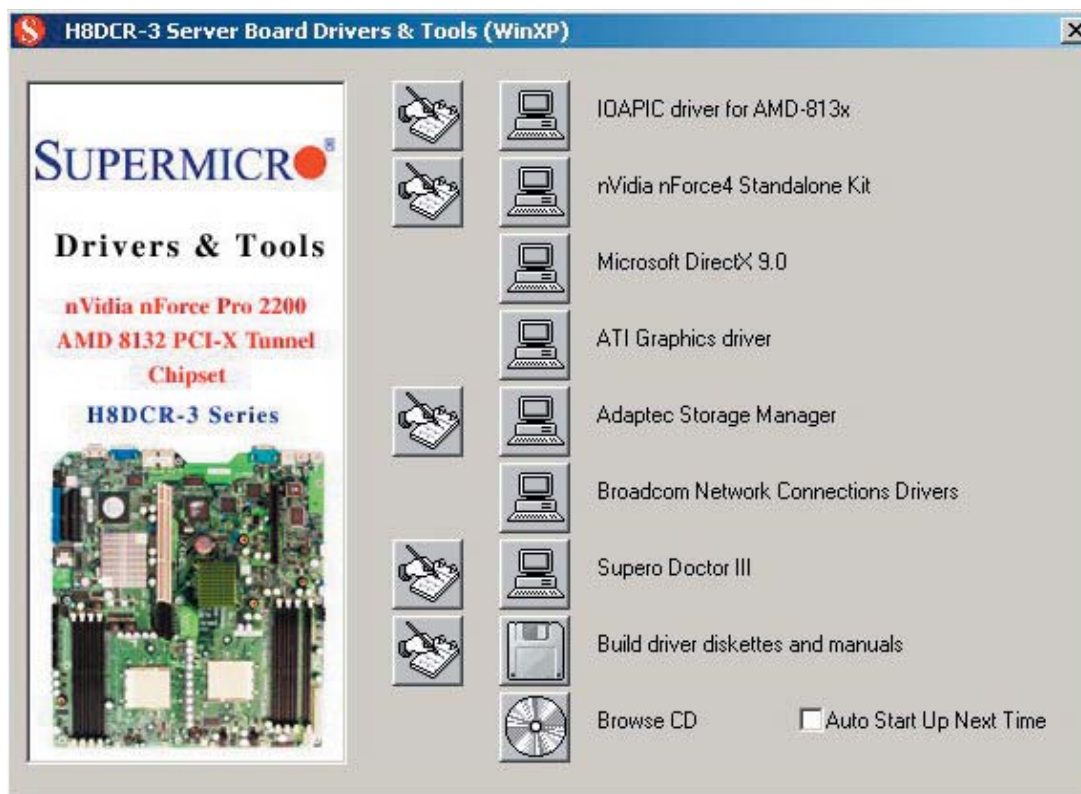 H8DCR-3 Server Board Drivers & Tools (WinXP)
SUPERMICRO®
Drivers & Tools
nVidia nForce Pro 2200
AMD 8132 PCI-X Tunnel
Chipset
H8DCR-3 Series
IOAPIC driver for AMD-813x
nVidia nForce4 Standalone Kit
Microsoft DirectX 9.0
ATI Graphics driver
Adaptec Storage Manager
Broadcom Network Connections Drivers
Supero Doctor III
Build driver diskettes and manuals
Browse CD
Auto Start Up Next Time